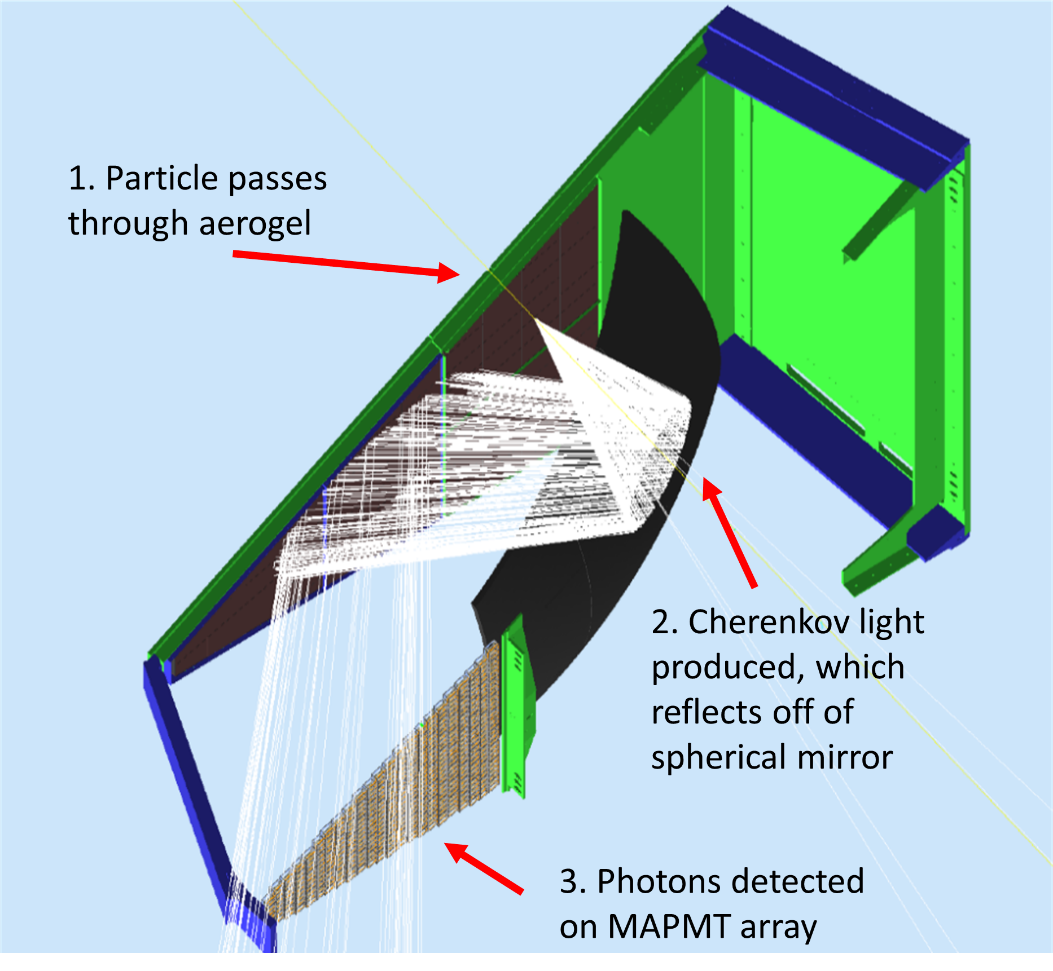 1. Particle passes
through aerogel
2. Cherenkov light
produced, which
reflects off of
spherical mirror
3. Photons detected
on MAPMT array